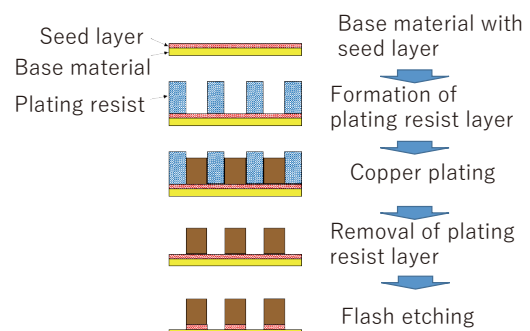 Seed layer
Base material
Plating resist
Base material with
seed layer
Formation of
plating resist layer
Copper plating
Removal of plating
resist layer
Flash etching